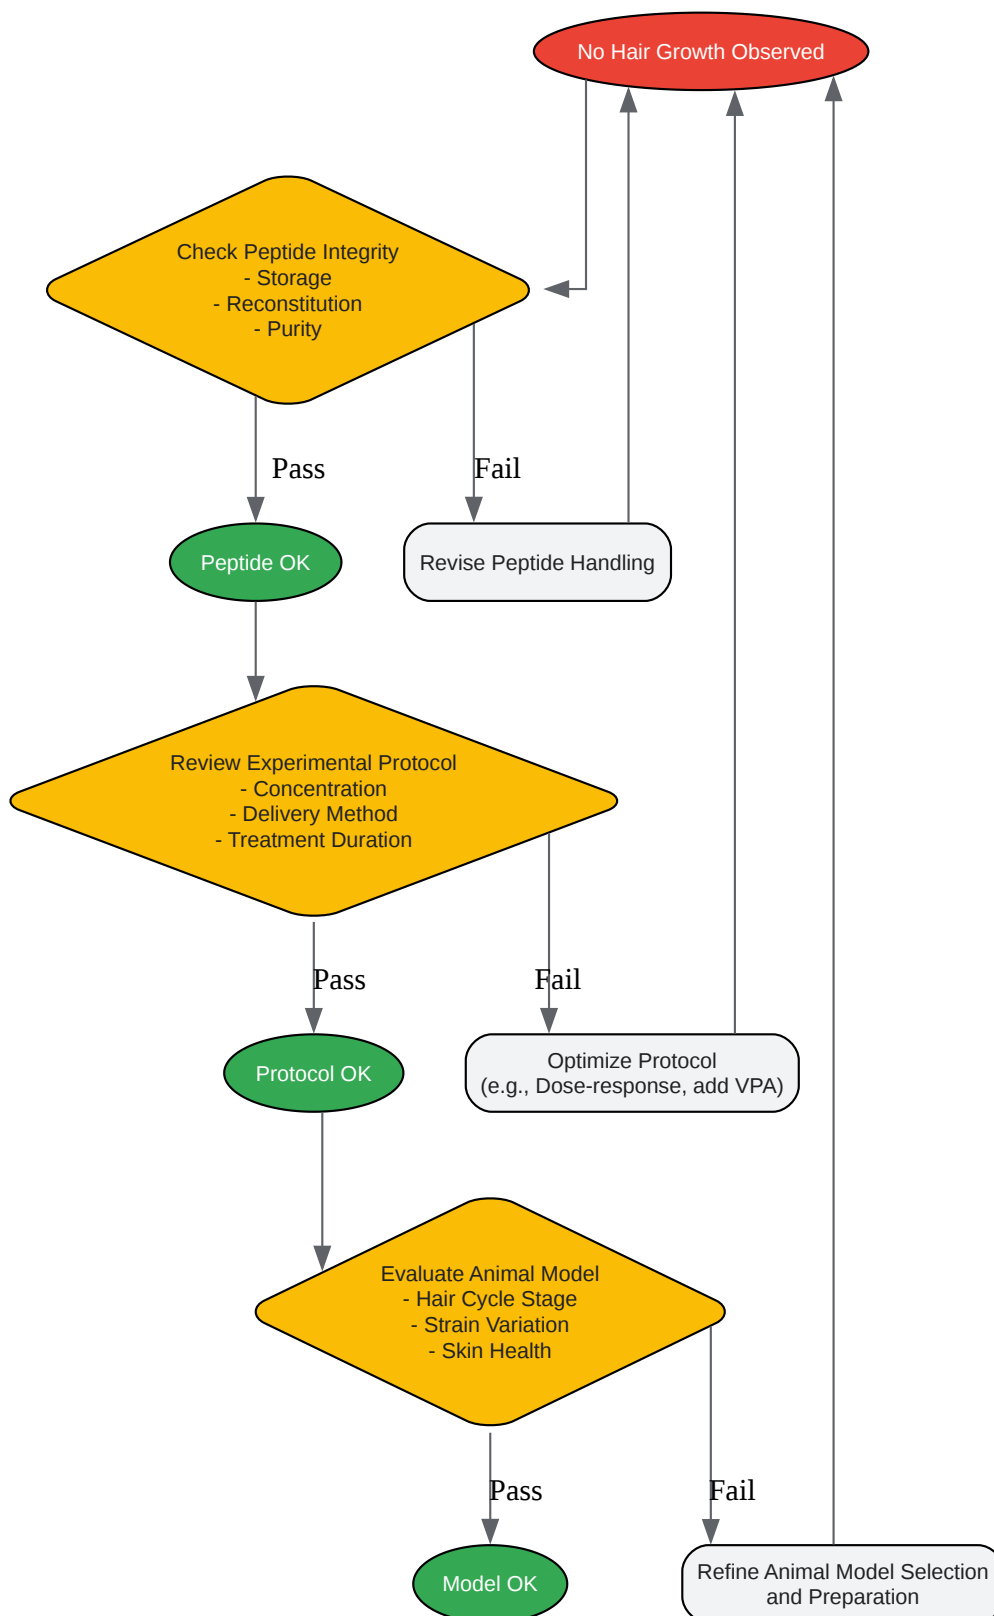 No Hair Growth Observed
Check Peptide Integrity
- Storage
- Reconstitution
- Purity
Pass
Fail
Peptide OK
Revise Peptide Handling
Review Experimental Protocol
- Concentration
- Delivery Method
- Treatment Duration
Pass
Fail
Protocol OK
Optimize Protocol
(e.g., Dose-response, add VPA)
Evaluate Animal Model
- Hair Cycle Stage
- Strain Variation
- Skin Health
Pass
Fail
Model OK
Refine Animal Model Selection
and Preparation